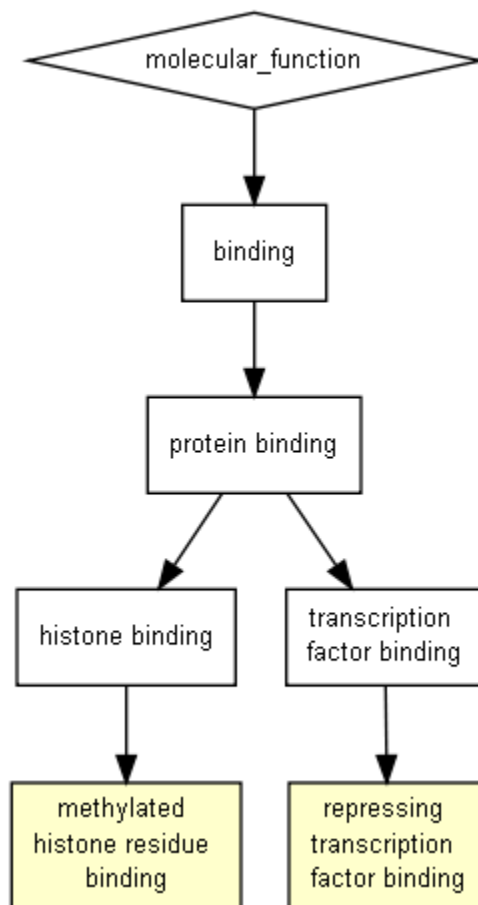 molecular_function
binding
protein binding
histone binding
transcription
factor binding
methylated
histone residue
binding
repressing
transcription
factor binding